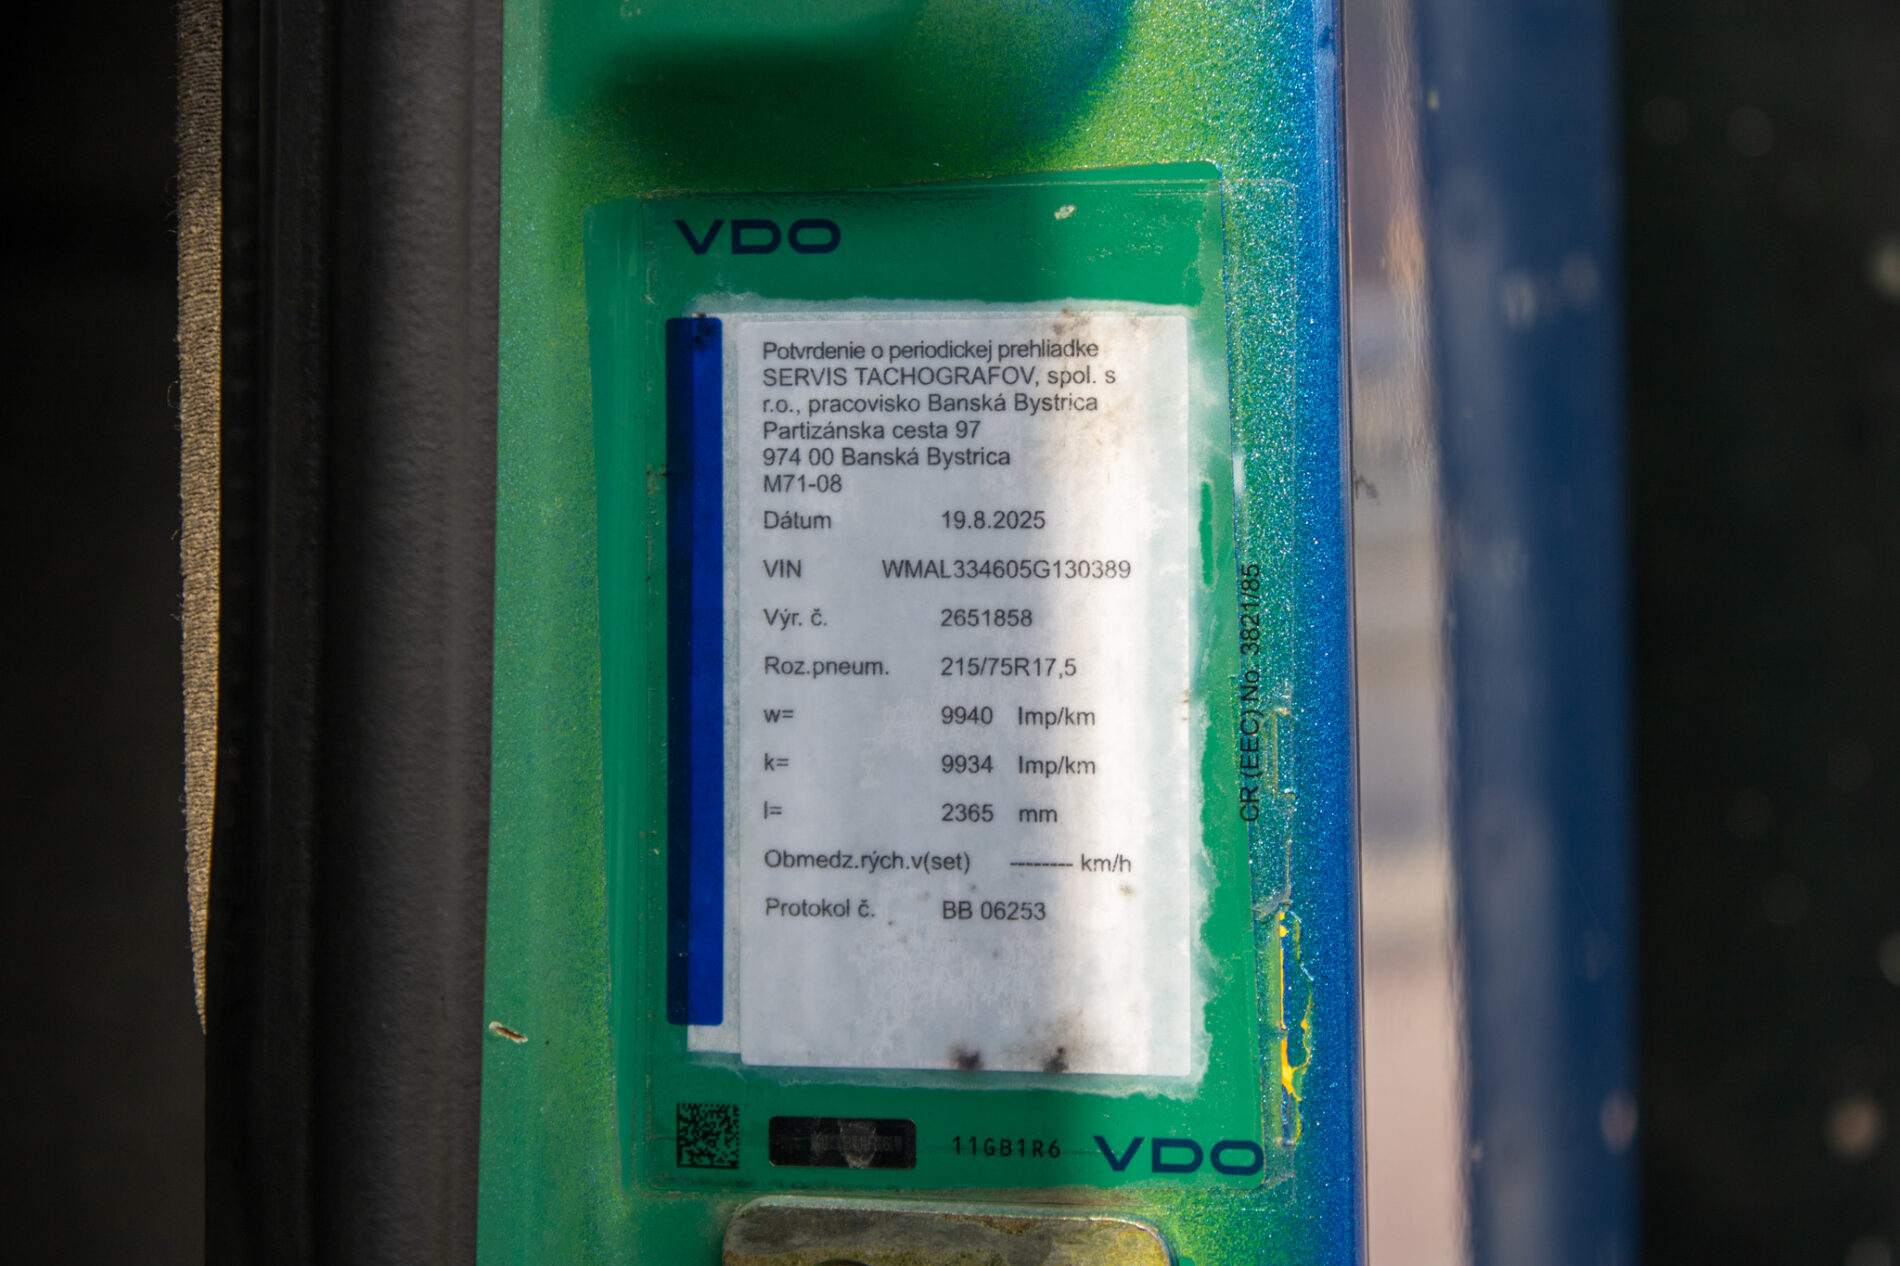 VDO
Potvrdenie o periodickej prehliadke
SERVIS TACHOGRAFOV, spol. s
r.o., pracovisko Banská Bystrica
Partizánska cesta 97
974 00 Banská Bystrica
M71-08
Dátum 19.8.2025
VIN WMAL334605G130389
Výr. č. 2651858
Roz.pneum. 215/75R17,5
w= 9940 Imp/km
k= 9934 Imp/km
l= 2365 mm
Obmedz.rých.v(set) -------- km/h
Protokol č. BB 06253
CR (EEC) No. 3821/85
11GB1R6 VDO